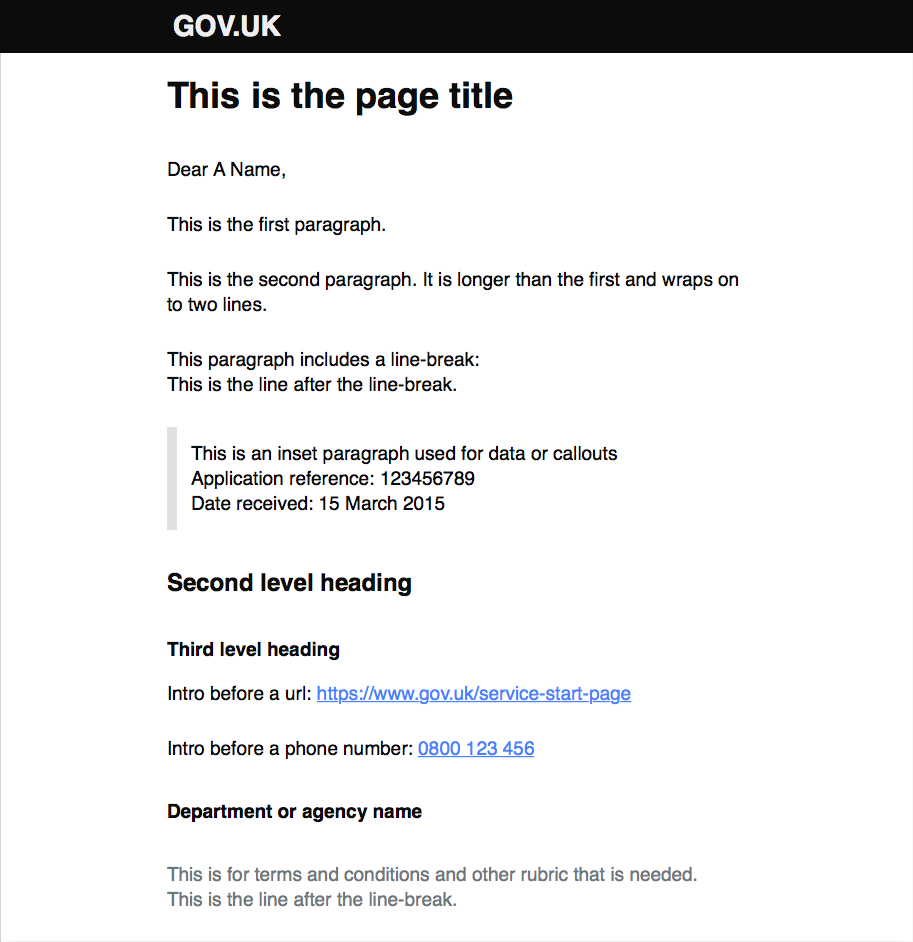 GOV.UK
This is the page title
Dear A Name,
This is the first paragraph.
This is the second paragraph. It is longer than the first and wraps on
to two lines.
This paragraph includes a line-break:
This is the line after the line-break.
This is an inset paragraph used for data or callouts
Application reference: 123456789
Date received: 15 March 2015
Second level heading
Third level heading
Intro before a url: https://www.gov.uk/service-start-page
Intro before a phone number: 0800 123 456
Department or agency name
This is for terms and conditions and other rubric that is needed.
This is the line after the line-break.